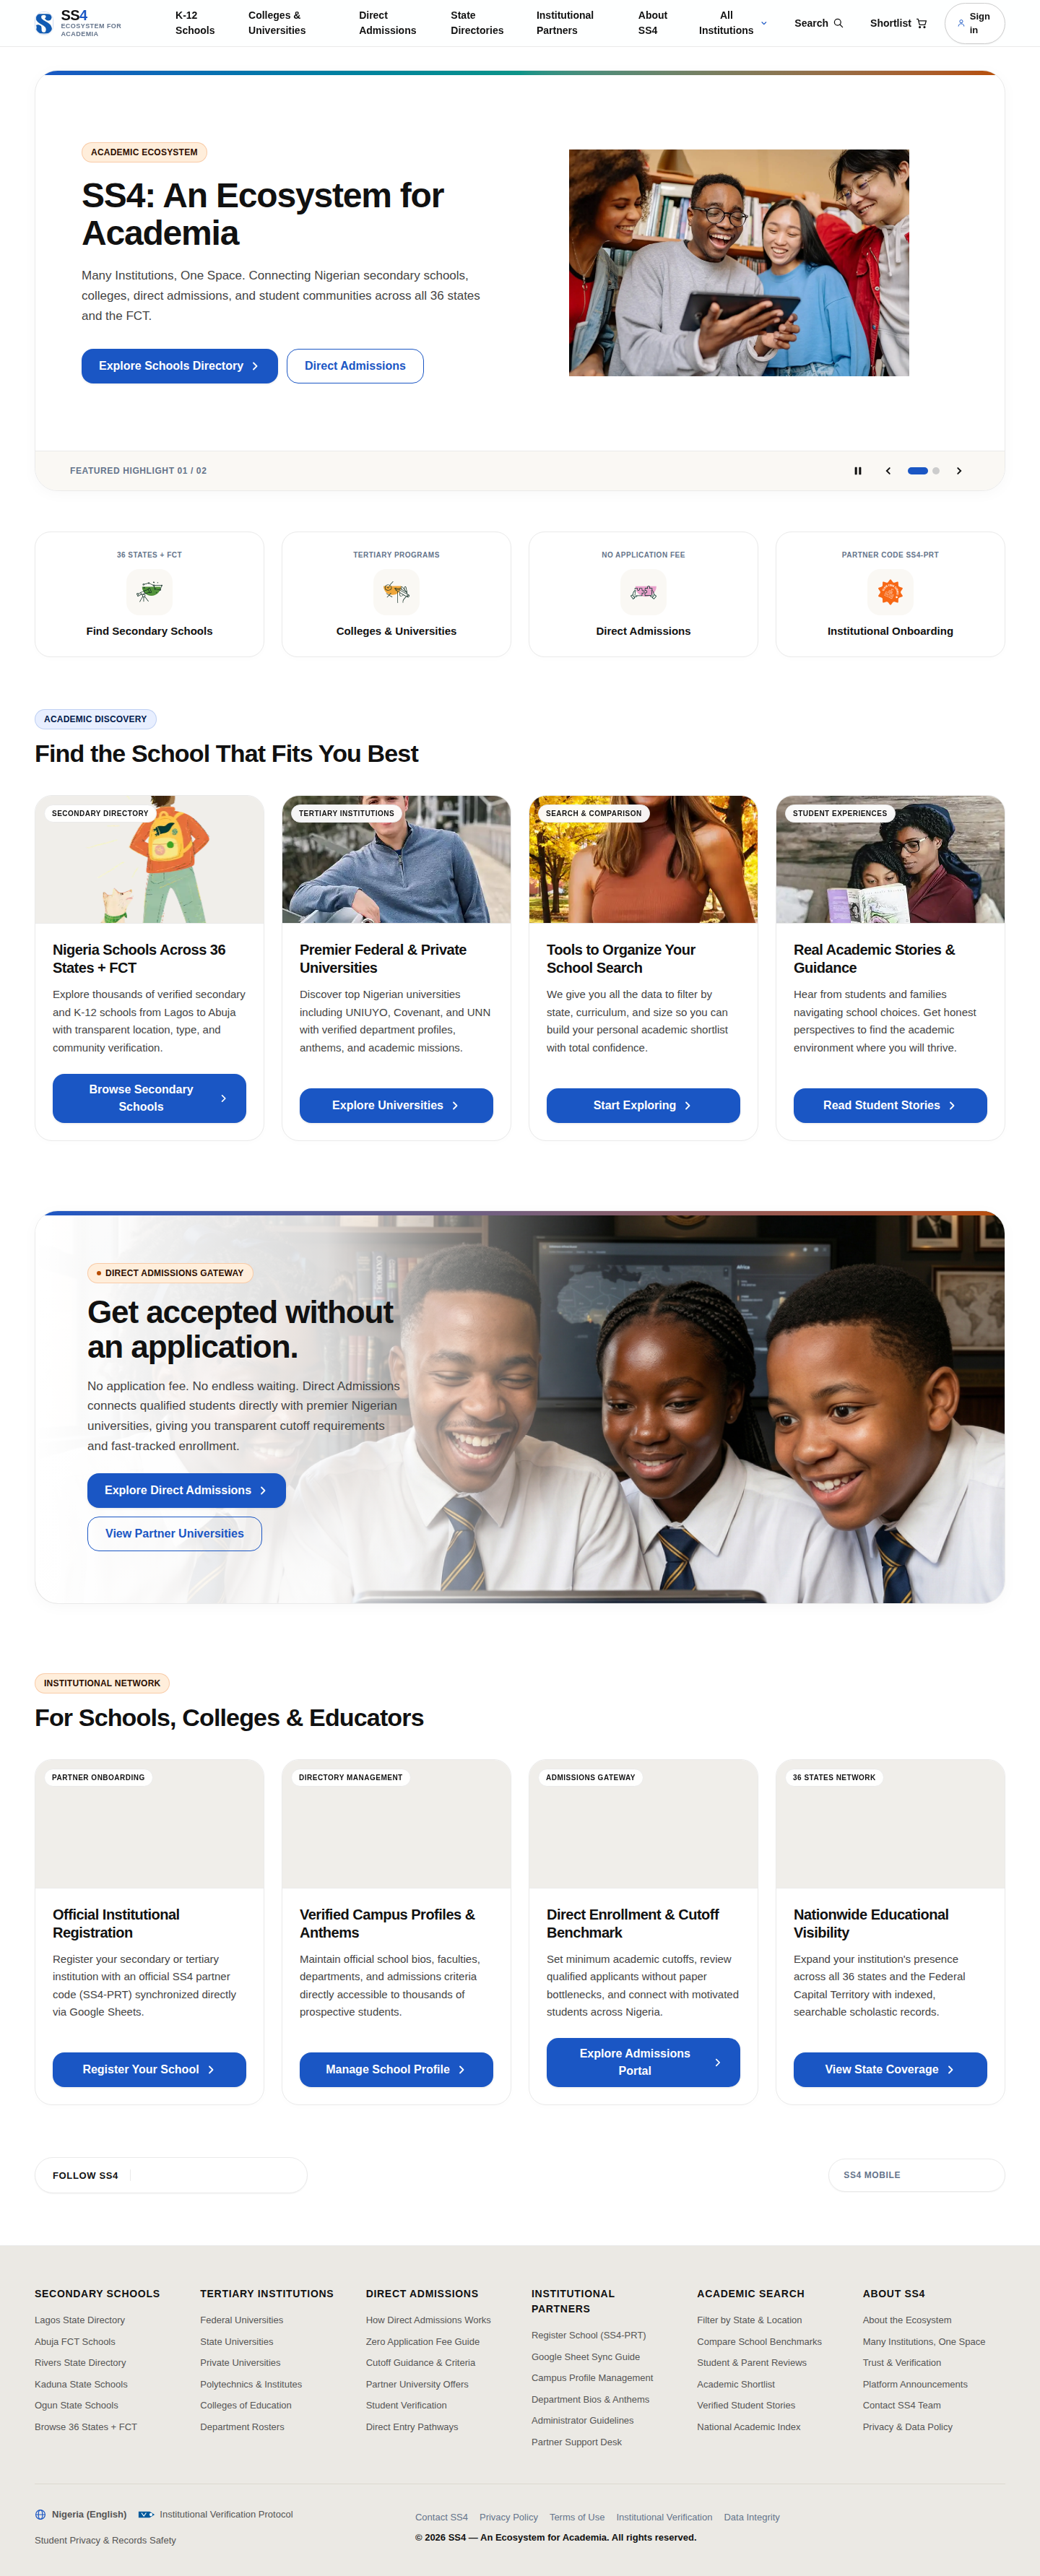 SS4
ECOSYSTEM FOR
ACADEMIA
K-12
Schools
Colleges &
Universities
Direct
Admissions
State
Directories
Institutional
Partners
About
SS4
All
Institutions
Search
Shortlist
Sign
in
ACADEMIC ECOSYSTEM
SS4: An Ecosystem for
Academia
Many Institutions, One Space. Connecting Nigerian secondary schools,
colleges, direct admissions, and student communities across all 36 states
and the FCT.
Explore Schools Directory
Direct Admissions
FEATURED HIGHLIGHT 01 / 02
36 STATES + FCT
Find Secondary Schools
TERTIARY PROGRAMS
Colleges & Universities
NO APPLICATION FEE
Direct Admissions
PARTNER CODE SS4-PRT
Institutional Onboarding
ACADEMIC DISCOVERY
Find the School That Fits You Best
SECONDARY DIRECTORY
Nigeria Schools Across 36
States + FCT
Explore thousands of verified secondary
and K-12 schools from Lagos to Abuja
with transparent location, type, and
community verification.
Browse Secondary
Schools
TERTIARY INSTITUTIONS
Premier Federal & Private
Universities
Discover top Nigerian universities
including UNIUYO, Covenant, and UNN
with verified department profiles,
anthems, and academic missions.
Explore Universities
SEARCH & COMPARISON
Tools to Organize Your
School Search
We give you all the data to filter by
state, curriculum, and size so you can
build your personal academic shortlist
with total confidence.
Start Exploring
STUDENT EXPERIENCES
Real Academic Stories &
Guidance
Hear from students and families
navigating school choices. Get honest
perspectives to find the academic
environment where you will thrive.
Read Student Stories
DIRECT ADMISSIONS GATEWAY
Get accepted without
an application.
No application fee. No endless waiting. Direct Admissions
connects qualified students directly with premier Nigerian
universities, giving you transparent cutoff requirements
and fast-tracked enrollment.
Explore Direct Admissions
View Partner Universities
INSTITUTIONAL NETWORK
For Schools, Colleges & Educators
PARTNER ONBOARDING
Official Institutional
Registration
Register your secondary or tertiary
institution with an official SS4 partner
code (SS4-PRT) synchronized directly
via Google Sheets.
Register Your School
DIRECTORY MANAGEMENT
Verified Campus Profiles &
Anthems
Maintain official school bios, faculties,
departments, and admissions criteria
directly accessible to thousands of
prospective students.
Manage School Profile
ADMISSIONS GATEWAY
Direct Enrollment & Cutoff
Benchmark
Set minimum academic cutoffs, review
qualified applicants without paper
bottlenecks, and connect with motivated
students across Nigeria.
Explore Admissions
Portal
36 STATES NETWORK
Nationwide Educational
Visibility
Expand your institution's presence
across all 36 states and the Federal
Capital Territory with indexed,
searchable scholastic records.
View State Coverage
FOLLOW SS4
SS4 MOBILE
SECONDARY SCHOOLS
Lagos State Directory
Abuja FCT Schools
Rivers State Directory
Kaduna State Schools
Ogun State Schools
Browse 36 States + FCT
TERTIARY INSTITUTIONS
Federal Universities
State Universities
Private Universities
Polytechnics & Institutes
Colleges of Education
Department Rosters
DIRECT ADMISSIONS
How Direct Admissions Works
Zero Application Fee Guide
Cutoff Guidance & Criteria
Partner University Offers
Student Verification
Direct Entry Pathways
INSTITUTIONAL
PARTNERS
Register School (SS4-PRT)
Google Sheet Sync Guide
Campus Profile Management
Department Bios & Anthems
Administrator Guidelines
Partner Support Desk
ACADEMIC SEARCH
Filter by State & Location
Compare School Benchmarks
Student & Parent Reviews
Academic Shortlist
Verified Student Stories
National Academic Index
ABOUT SS4
About the Ecosystem
Many Institutions, One Space
Trust & Verification
Platform Announcements
Contact SS4 Team
Privacy & Data Policy
Nigeria (English)
Institutional Verification Protocol
Student Privacy & Records Safety
Contact SS4
Privacy Policy
Terms of Use
Institutional Verification
Data Integrity
© 2026 SS4 — An Ecosystem for Academia. All rights reserved.